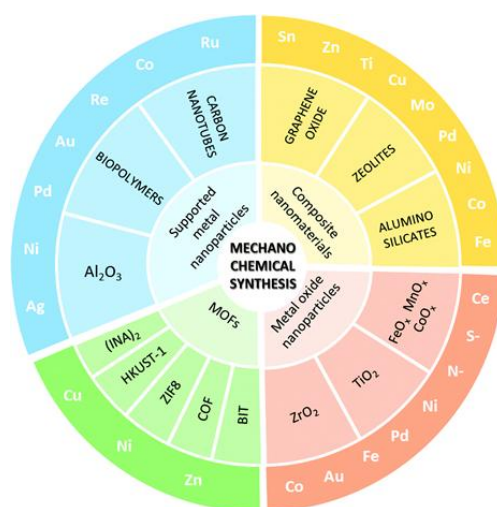 MECHANO
CHEMICAL
SYNTHESIS
Supported metal
nanoparticles
Al₂O₃
BIOPOLYMERS
CARBON
NANOTUBES
Ag
Ni
Pd
Au
Re
Co
Ru
Composite
nanomaterials
GRAPHENE
OXIDE
ZEOLITES
ALUMINO
SILICATES
Sn
Zn
Ti
Cu
Mo
Pd
Ni
Co
Fe
Metal oxide
nanoparticles
FeOₓ MnOₓ
CoOₓ
TiO₂
ZrO₂
Ce
S-
N-
Ni
Pd
Fe
Au
Co
MOFs
(INA)₂
HKUST-1
ZIF8
COF
BIT
Cu
Ni
Zn